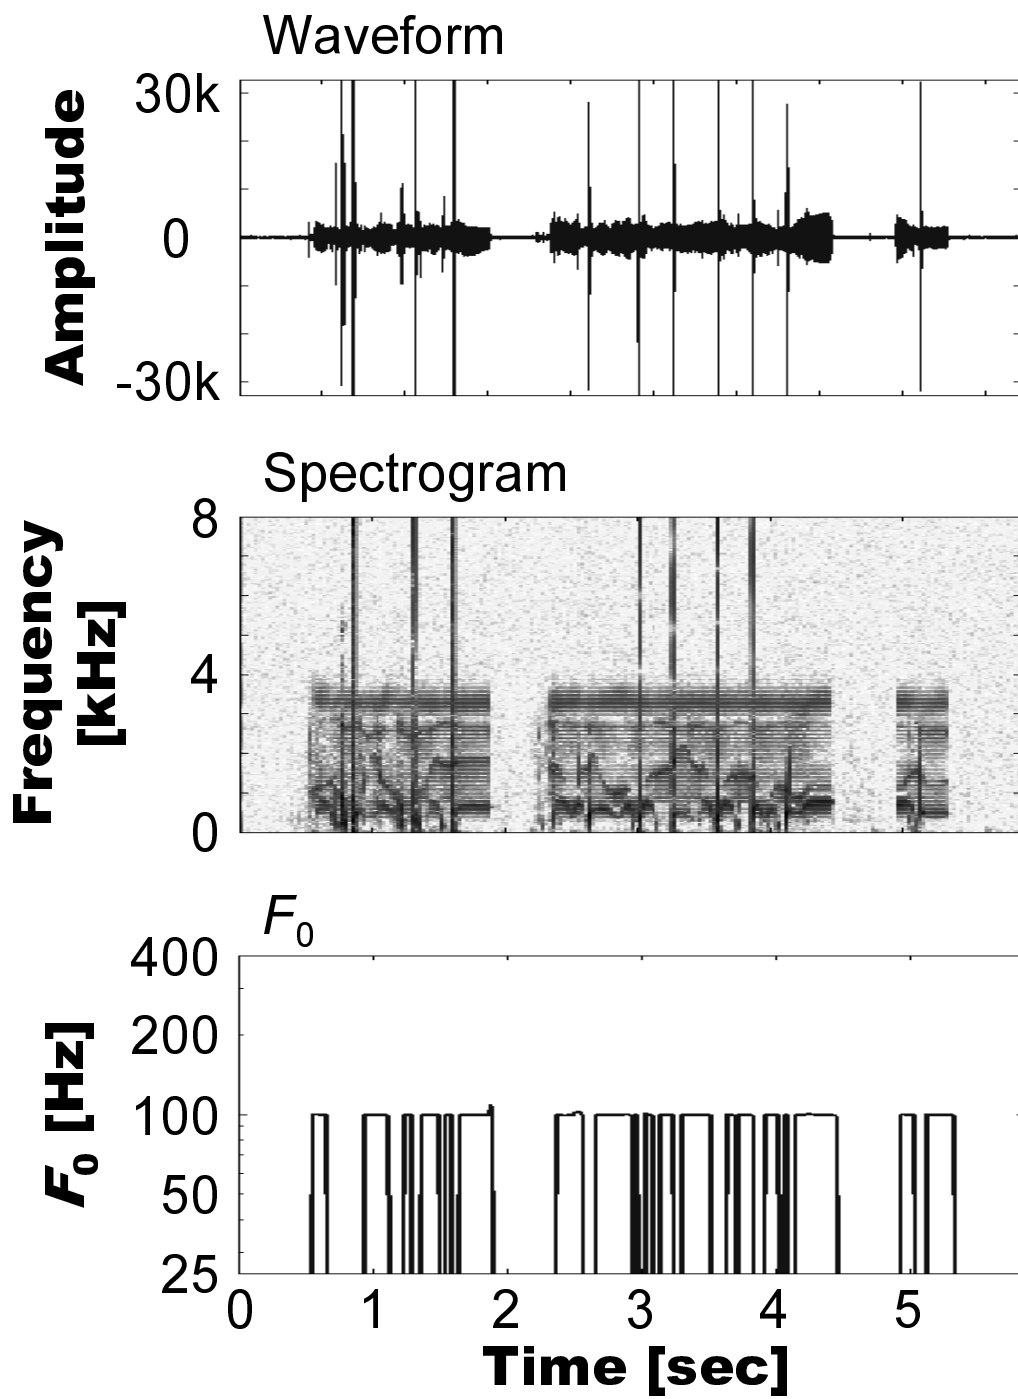 Waveform
Amplitude
30k
0
-30k
Spectrogram
Frequency
[kHz]
8
4
0
F0
F0 [Hz]
400
200
100
50
25
0 1 2 3 4 5
Time [sec]